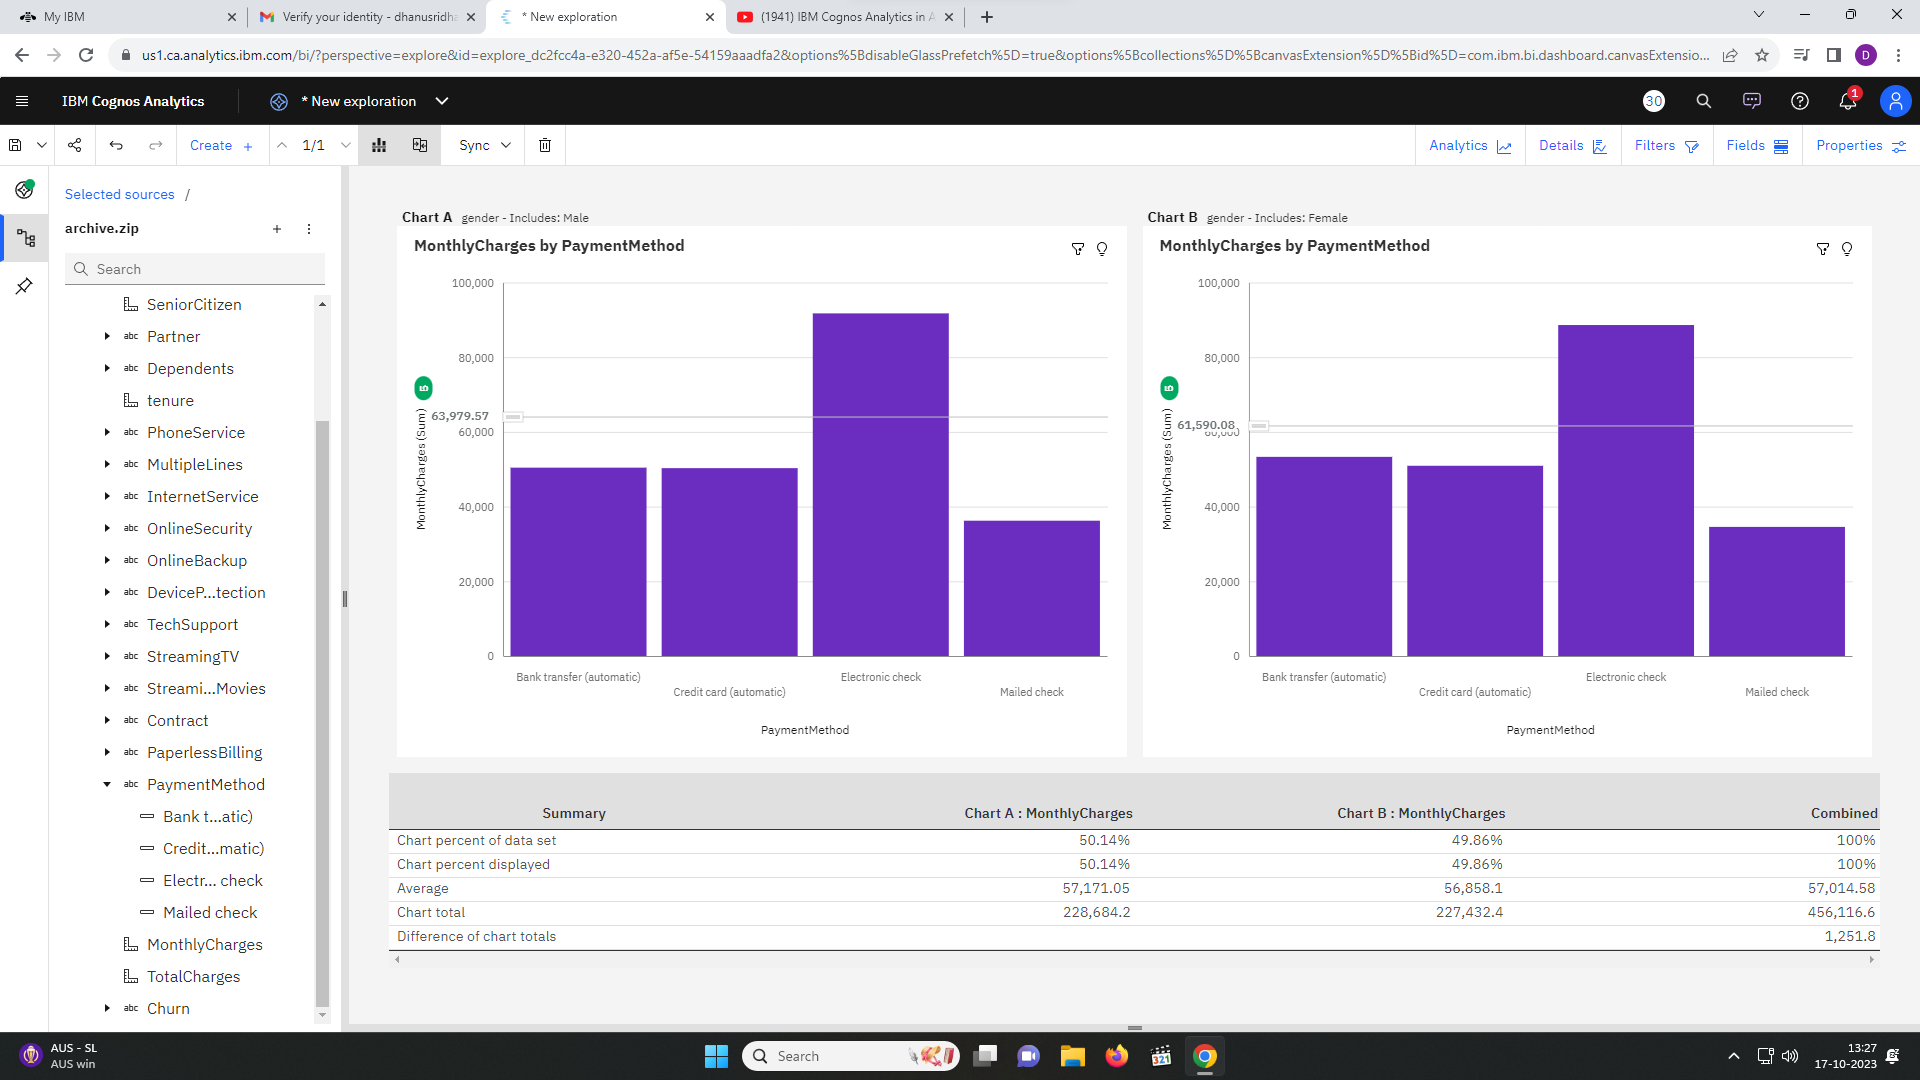 My IBM
Verify your identity - dhanusridha
* New exploration
(1941) IBM Cognos Analytics in A
us1.ca.analytics.ibm.com/bi/?perspective=explore&id=explore_dc2fcc4a-e320-452a-af5e-54159aaadfa2&options%5BdisableGlassPrefetch%5D=true&options%5Bcollections%5D%5BcanvasExtension%5D%5Bid%5D=com.ibm.bi.dashboard.canvasExtensio...
D
IBM Cognos Analytics
* New exploration
30
1
Create +
1/1
Sync
Analytics
Details
Filters
Fields
Properties
Selected sources /
archive.zip
Search
SeniorCitizen
abc Partner
abc Dependents
tenure
abc PhoneService
abc MultipleLines
abc InternetService
abc OnlineSecurity
abc OnlineBackup
abc DeviceP...tection
abc TechSupport
abc StreamingTV
abc Streami...Movies
abc Contract
abc PaperlessBilling
abc PaymentMethod
Bank t...atic)
Credit...matic)
Electr... check
Mailed check
MonthlyCharges
TotalCharges
abc Churn
Chart A gender - Includes: Male
MonthlyCharges by PaymentMethod
100,000
80,000
63,979.57
60,000
40,000
20,000
0
5
MonthlyCharges (Sum)
Bank transfer (automatic)
Credit card (automatic)
Electronic check
Mailed check
PaymentMethod
Chart B gender - Includes: Female
MonthlyCharges by PaymentMethod
100,000
80,000
61,590.08
60,000
40,000
20,000
0
5
MonthlyCharges (Sum)
Bank transfer (automatic)
Credit card (automatic)
Electronic check
Mailed check
PaymentMethod
Summary Chart A : MonthlyCharges Chart B : MonthlyCharges Combined
Chart percent of data set 50.14% 49.86% 100%
Chart percent displayed 50.14% 49.86% 100%
Average 57,171.05 56,858.1 57,014.58
Chart total 228,684.2 227,432.4 456,116.6
Difference of chart totals 1,251.8
AUS - SL
AUS win
Search
321
13:27
17-10-2023